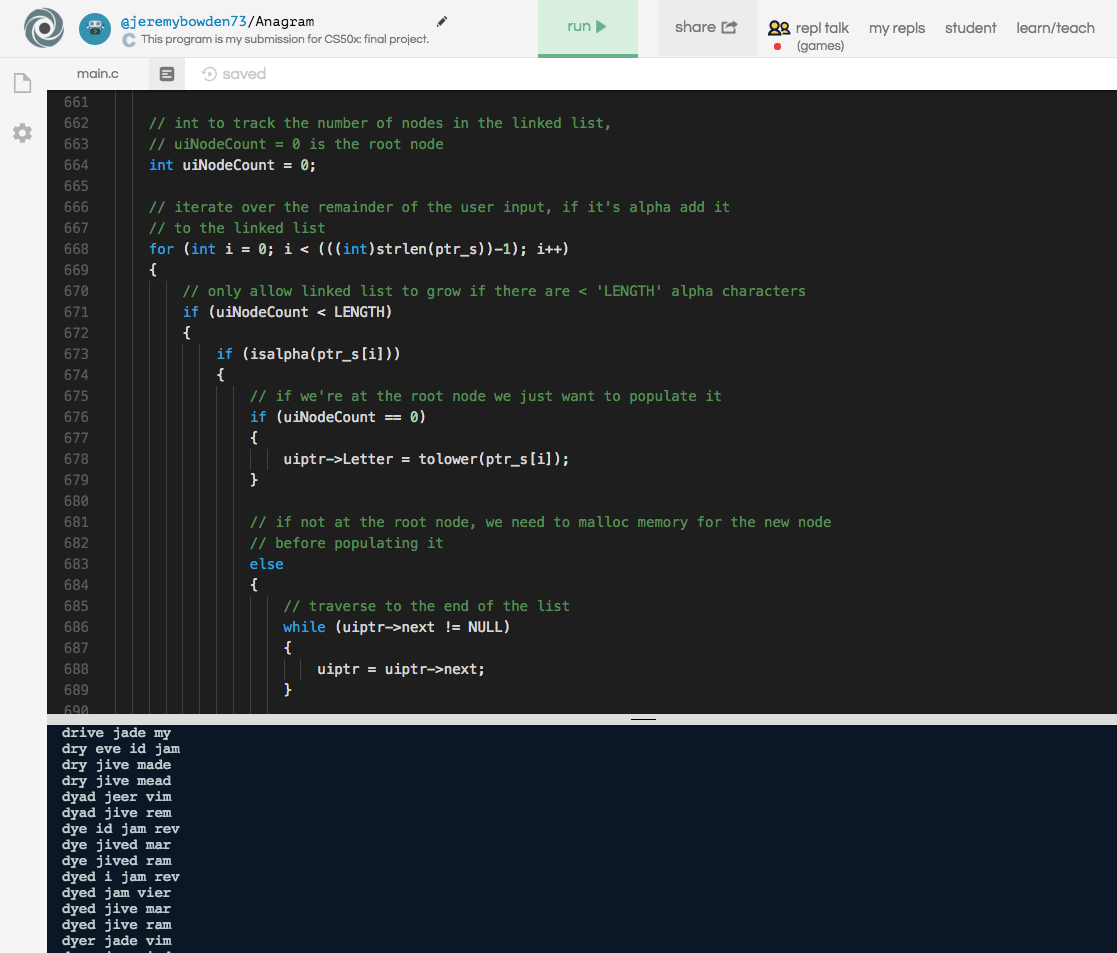 @jeremybowden73/Anagram
This program is my submission for CS50x: final project.
run
share
repl talk
(games)
my repls
student
learn/teach
main.c
saved
661
662 // int to track the number of nodes in the linked list,
663 // uiNodeCount = 0 is the root node
664 int uiNodeCount = 0;
665
666 // iterate over the remainder of the user input, if it's alpha add it
667 // to the linked list
668 for (int i = 0; i < (((int)strlen(ptr_s))-1); i++)
669 {
670 // only allow linked list to grow if there are < 'LENGTH' alpha characters
671 if (uiNodeCount < LENGTH)
672 {
673 if (isalpha(ptr_s[i]))
674 {
675 // if we're at the root node we just want to populate it
676 if (uiNodeCount == 0)
677 {
678 uiptr->Letter = tolower(ptr_s[i]);
679 }
680
681 // if not at the root node, we need to malloc memory for the new node
682 // before populating it
683 else
684 {
685 // traverse to the end of the list
686 while (uiptr->next != NULL)
687 {
688 uiptr = uiptr->next;
689 }
690
drive jade my
dry eve id jam
dry jive made
dry jive mead
dyad jeer vim
dyad jive rem
dye id jam rev
dye jived mar
dye jived ram
dyed i jam rev
dyed jam vier
dyed jive mar
dyed jive ram
dyer jade vim